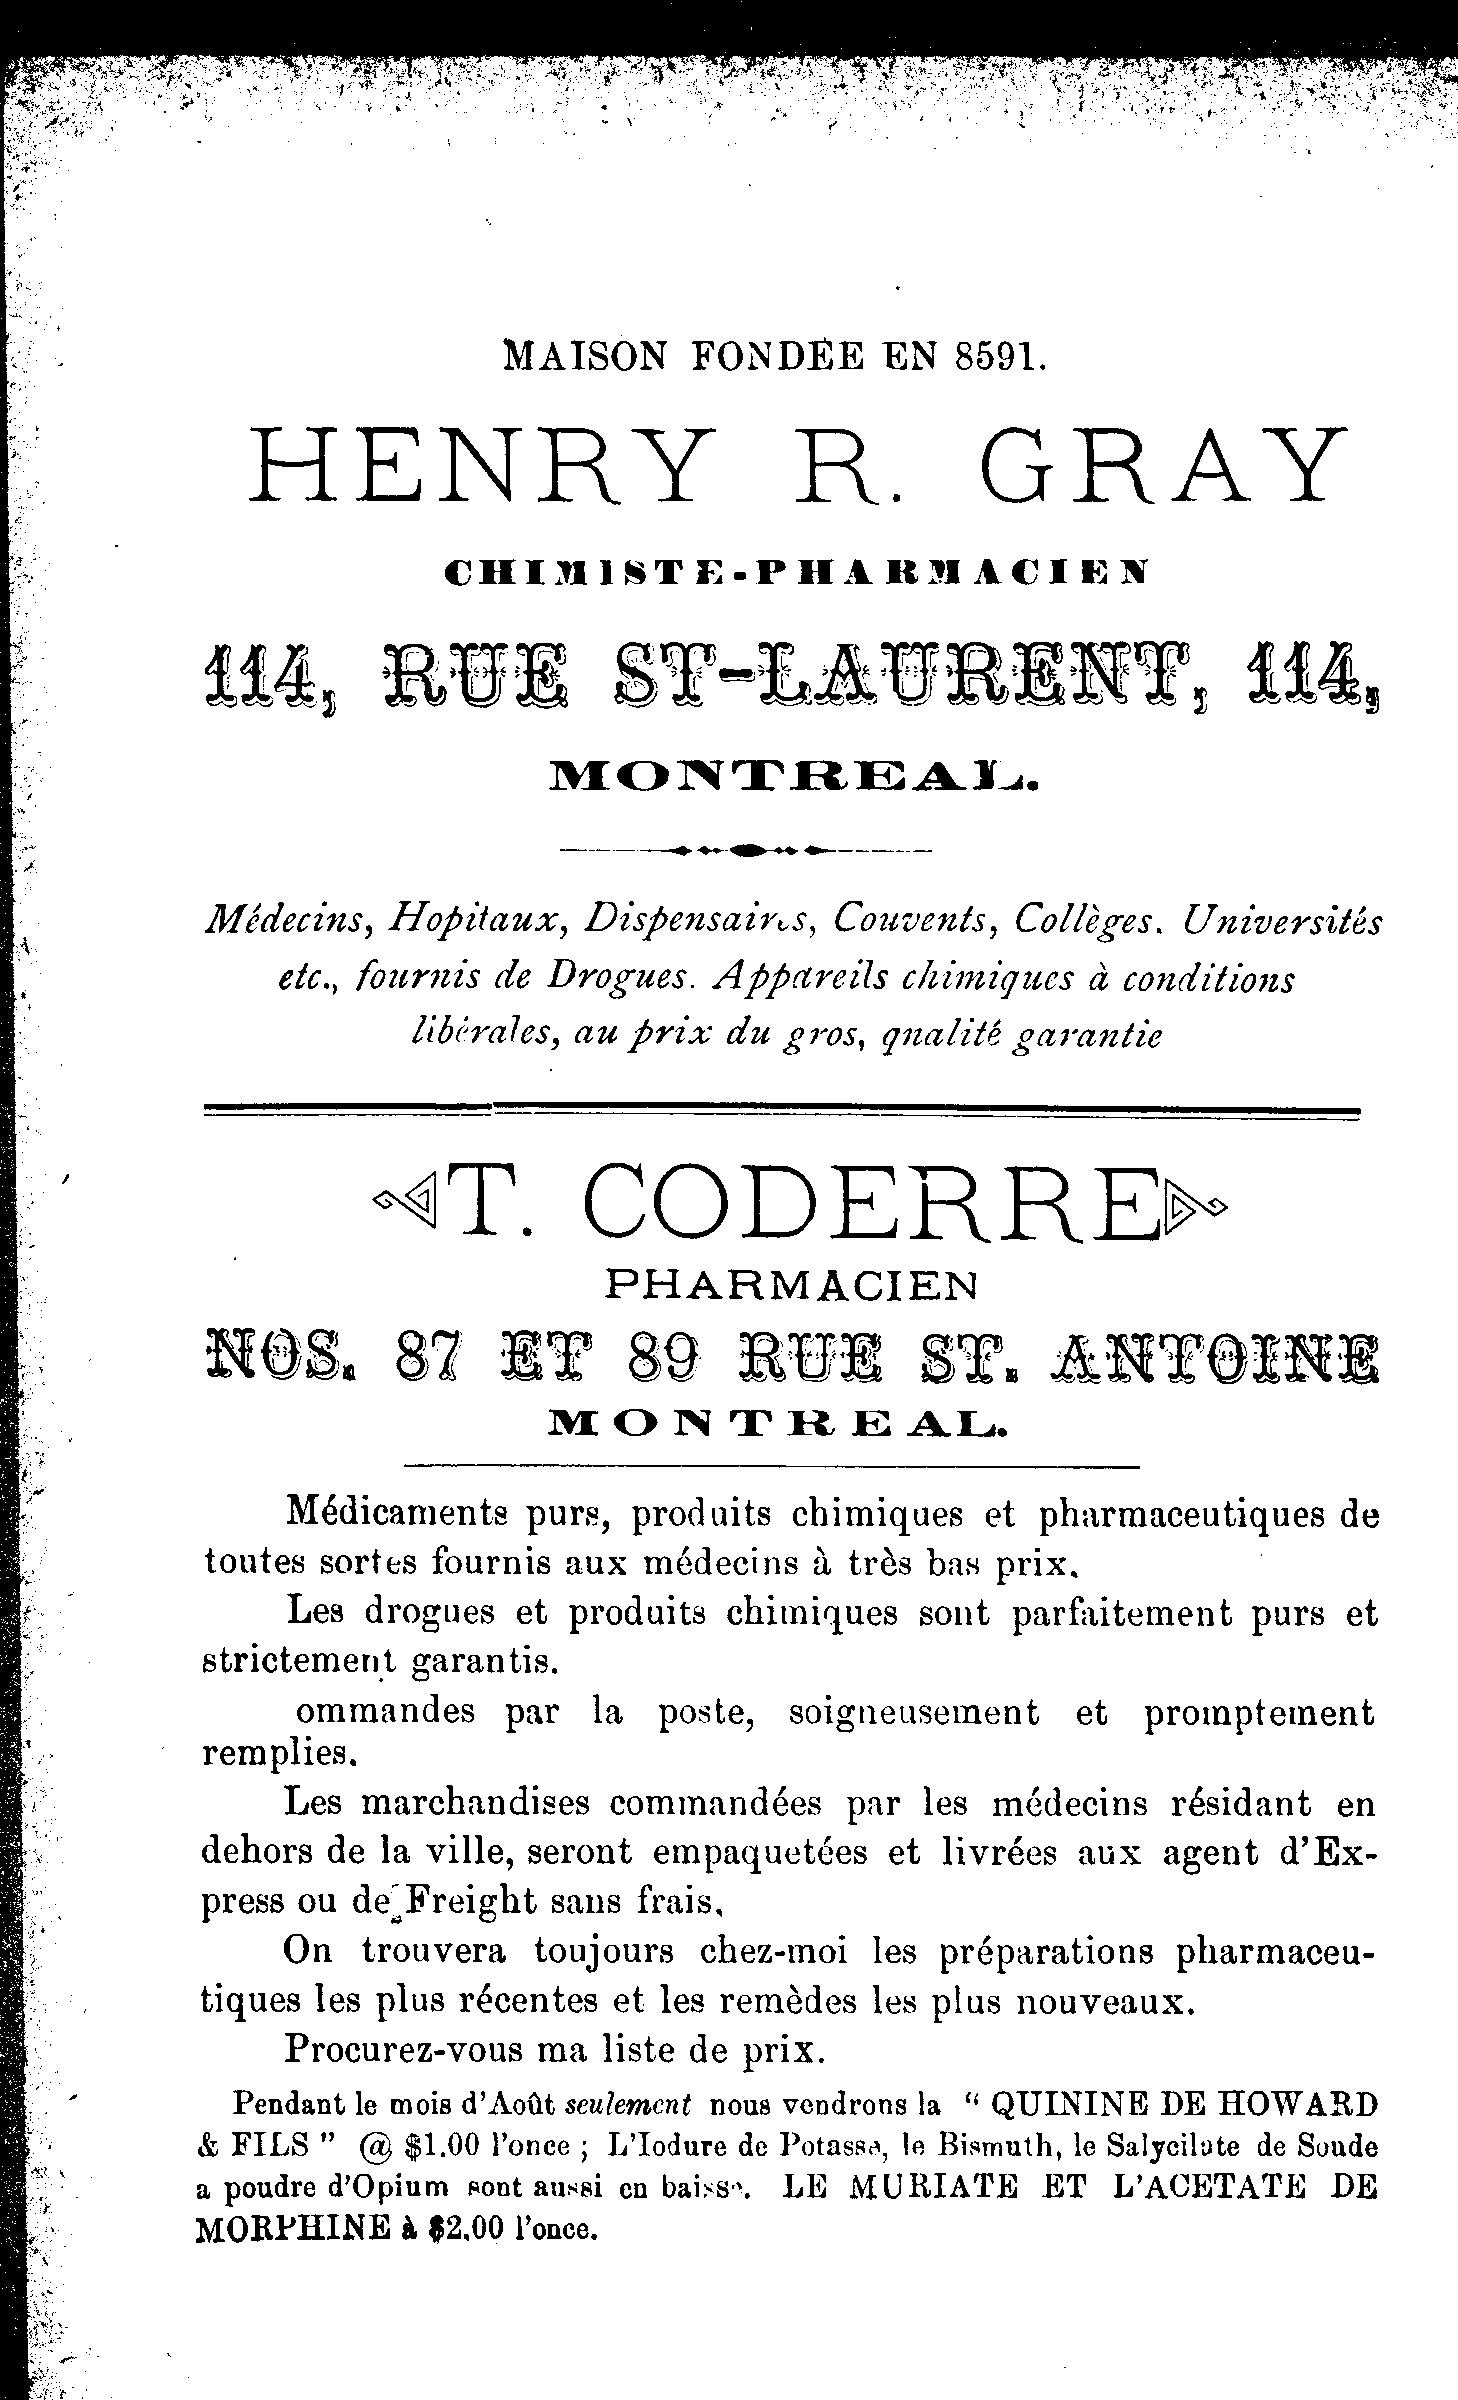 MAISON FONDÉE EN 8591.
HENRY R. GRAY
CHIMISTE-PHARMACIEN
114, RUE ST-LAURENT, 114,
MONTREAL.
Médecins, Hopitaux, Dispensaires, Couvents, Collèges. Universités
etc., fournis de Drogues. Appareils chimiques à conditions
libérales, au prix du gros, qnalité garantie
T. CODERRE
PHARMACIEN
NOS. 87 ET 89 RUE ST. ANTOINE
MONTREAL.
Médicaments purs, produits chimiques et pharmaceutiques de
toutes sortes fournis aux médecins à très bas prix.
Les drogues et produits chimiques sont parfaitement purs et
strictement garantis.
ommandes par la poste, soigneusement et promptement
remplies.
Les marchandises commandées par les médecins résidant en
dehors de la ville, seront empaquetées et livrées aux agent d'Ex-
press ou de Freight sans frais,
On trouvera toujours chez-moi les préparations pharmaceu-
tiques les plus récentes et les remèdes les plus nouveaux.
Procurez-vous ma liste de prix.
Pendant le mois d'Août seulement nous vendrons la " QUININE DE HOWARD
& FILS " @ $1.00 l'once ; L'Iodure de Potasse, le Bismuth, le Salycilate de Soude
a poudre d'Opium sont aussi en baisse. LE MURIATE ET L'ACETATE DE
MORPHINE à $2.00 l'once.